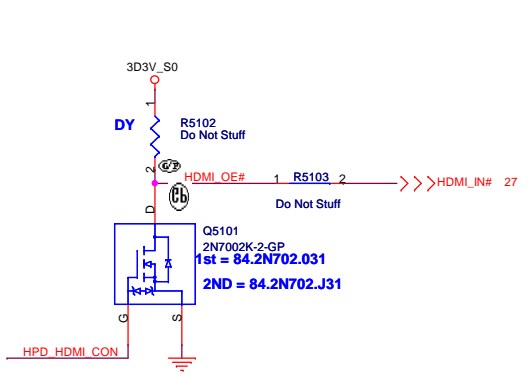 3D3V_S0
1
DY
R5102
Do Not Stuff
2
G/P
HDMI_OE#
1 R5103 2
HDMI_IN# 27
Do Not Stuff
D
Q5101
2N7002K-2-GP
1st = 84.2N702.031
2ND = 84.2N702.J31
G
S
HPD_HDMI_CON